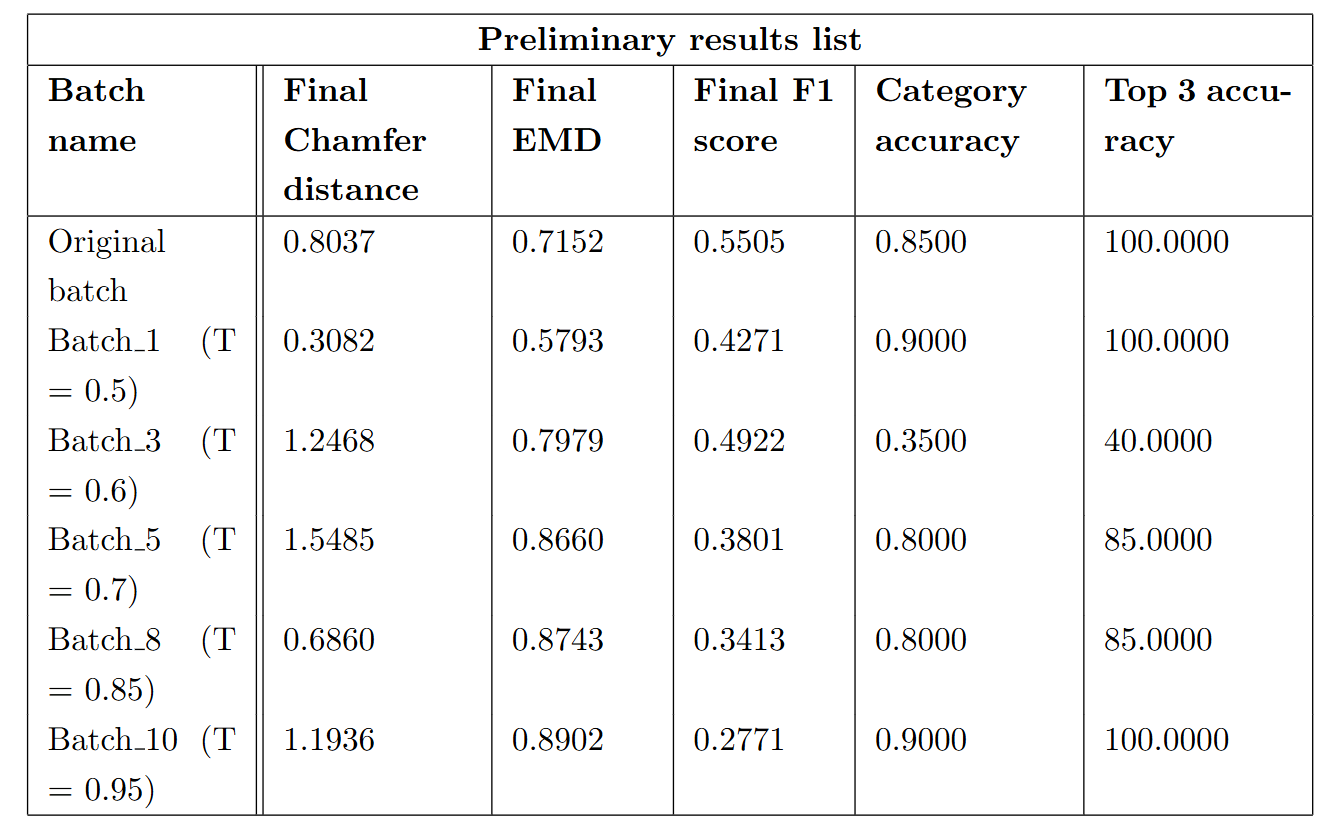 Preliminary results list
Batch name | Final Chamfer distance | Final EMD | Final F1 score | Category accuracy | Top 3 accu-racy
Original batch | 0.8037 | 0.7152 | 0.5505 | 0.8500 | 100.0000
Batch_1 (T = 0.5) | 0.3082 | 0.5793 | 0.4271 | 0.9000 | 100.0000
Batch_3 (T = 0.6) | 1.2468 | 0.7979 | 0.4922 | 0.3500 | 40.0000
Batch_5 (T = 0.7) | 1.5485 | 0.8660 | 0.3801 | 0.8000 | 85.0000
Batch_8 (T = 0.85) | 0.6860 | 0.8743 | 0.3413 | 0.8000 | 85.0000
Batch_10 (T = 0.95) | 1.1936 | 0.8902 | 0.2771 | 0.9000 | 100.0000